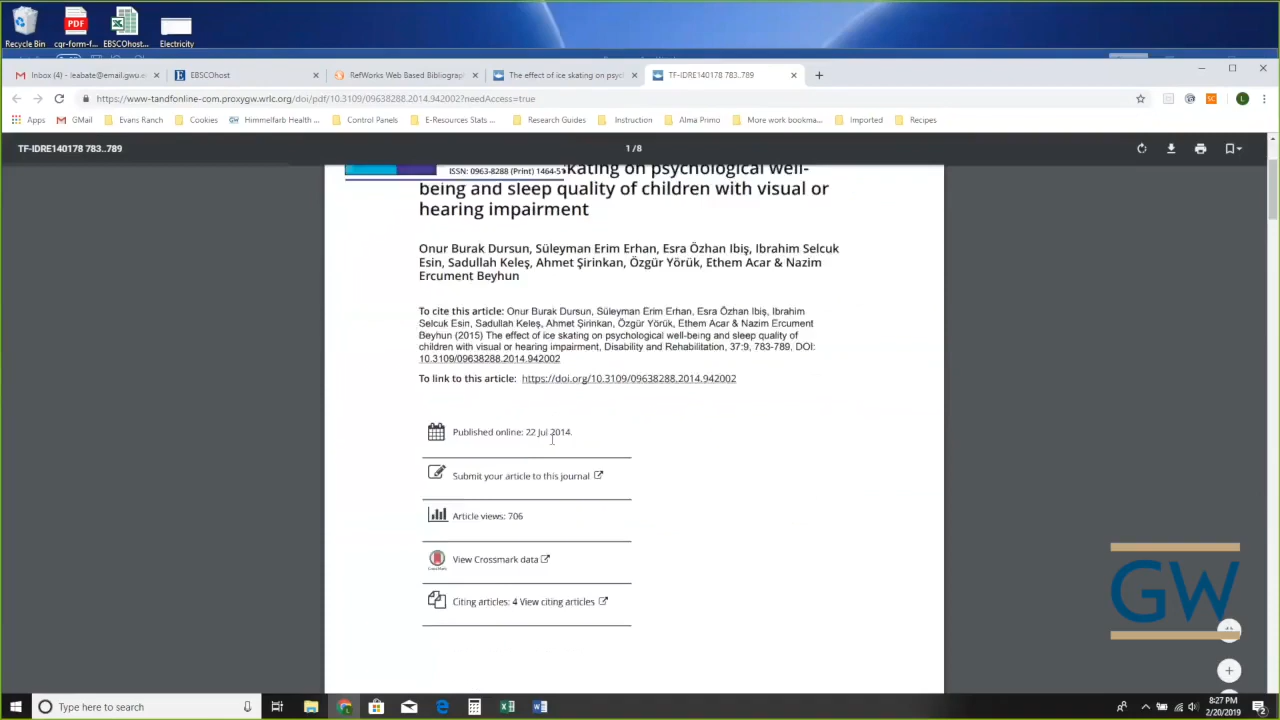 Recycle Bin
cqr-form-f...
EBSCOhost...
Electricity
PDF
Inbox (4) - leabate@email.gwu
EBSCOhost
RefWorks Web Based Bibliograp
The effect of ice skating on psyc
TF-IDRE140178 783..789
https://www-tandfonline-com.proxygw.wrlc.org/doi/pdf/10.3109/09638288.2014.942002?needAccess=true
L
Apps
GMail
Evans Ranch
Cookies
Himmelfarb Health ...
Control Panels
E-Resources Stats ...
Research Guides
Instruction
Alma Primo
More work bookma...
Imported
Recipes
TF-IDRE140178 783..789
1 / 8
ISSN: 0963-8288 (Print) 1464-5
kating on psychological well-
being and sleep quality of children with visual or
hearing impairment
Onur Burak Dursun, Süleyman Erim Erhan, Esra Özhan Ibiş, Ibrahim Selcuk
Esin, Sadullah Keleş, Ahmet Şirinkan, Özgür Yörük, Ethem Acar & Nazim
Ercument Beyhun
To cite this article: Onur Burak Dursun, Süleyman Erim Erhan, Esra Özhan Ibiş, Ibrahim
Selcuk Esin, Sadullah Keleş, Ahmet Şirinkan, Özgür Yörük, Ethem Acar & Nazim Ercument
Beyhun (2015) The effect of ice skating on psychological well-being and sleep quality of
children with visual or hearing impairment, Disability and Rehabilitation, 37:9, 783-789, DOI:
10.3109/09638288.2014.942002
To link to this article: https://doi.org/10.3109/09638288.2014.942002
Published online: 22 Jul 2014.
Submit your article to this journal
Article views: 706
View Crossmark data
Citing articles: 4 View citing articles
GW
Type here to search
8:27 PM
2/20/2019
2